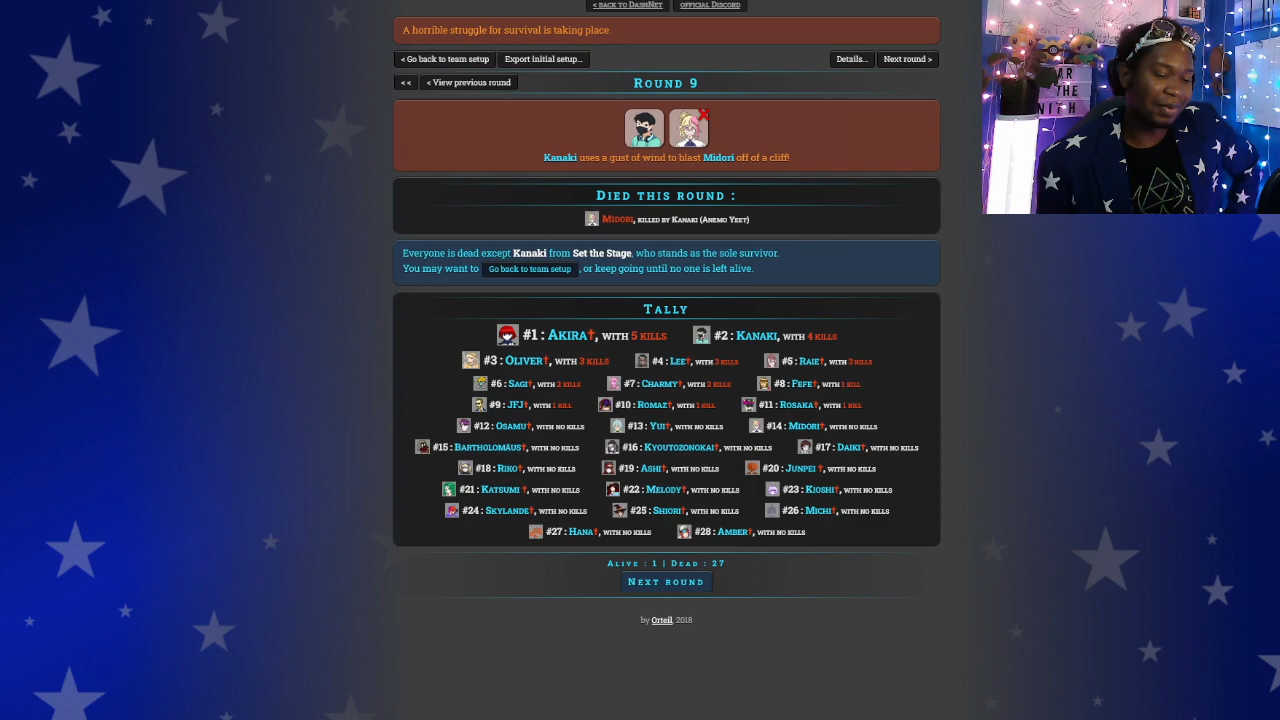 < BACK TO DASHNET
OFFICIAL DISCORD
A horrible struggle for survival is taking place.
< Go back to team setup
Export initial setup...
Details...
Next round >
<<
< View previous round
ROUND 9
Kanaki uses a gust of wind to blast Midori off of a cliff!
DIED THIS ROUND :
MIDORI, KILLED BY KANAKI (ANEMO YEET)
Everyone is dead except Kanaki from Set the Stage, who stands as the sole survivor.
You may want to Go back to team setup, or keep going until no one is left alive.
TALLY
#1 : AKIRA†, WITH 5 KILLS #2 : KANAKI, WITH 4 KILLS
#3 : OLIVER†, WITH 3 KILLS #4 : LEE†, WITH 3 KILLS #5 : RAIE†, WITH 3 KILLS
#6 : SAGI†, WITH 2 KILLS #7 : CHARMY†, WITH 2 KILLS #8 : FEFE†, WITH 1 KILL
#9 : JFJ†, WITH 1 KILL #10 : ROMAZ†, WITH 1 KILL #11 : ROSAKA†, WITH 1 KILL
#12 : OSAMU†, WITH NO KILLS #13 : YUI†, WITH NO KILLS #14 : MIDORI†, WITH NO KILLS
#15 : BARTHOLOMÄUS†, WITH NO KILLS #16 : KYOUTOZONOKAI†, WITH NO KILLS #17 : DAIKI†, WITH NO KILLS
#18 : RIKO†, WITH NO KILLS #19 : ASHI†, WITH NO KILLS #20 : JUNPEI †, WITH NO KILLS
#21 : KATSUMI †, WITH NO KILLS #22 : MELODY†, WITH NO KILLS #23 : KIOSHI†, WITH NO KILLS
#24 : SKYLANDE†, WITH NO KILLS #25 : SHIORI†, WITH NO KILLS #26 : MICHI†, WITH NO KILLS
#27 : HANA†, WITH NO KILLS #28 : AMBER†, WITH NO KILLS
ALIVE : 1 | DEAD : 27
NEXT ROUND
by Orteil, 2018
AR
THE
NITH